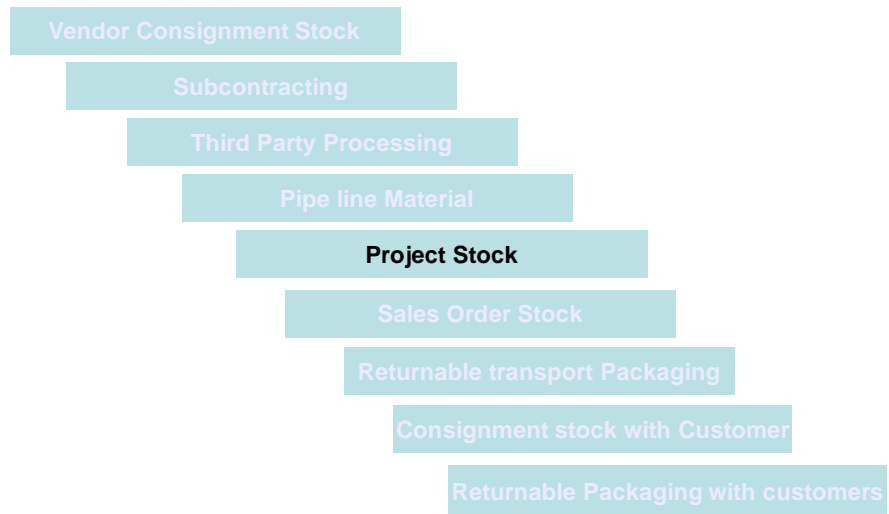 Vendor Consignment Stock
Subcontracting
Third Party Processing
Pipe line Material
Project Stock
Sales Order Stock
Returnable transport Packaging
Consignment stock with Customer
Returnable Packaging with customers